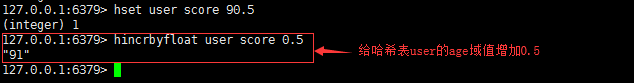 127.0.0.1:6379> hset user score 90.5
(integer) 1
127.0.0.1:6379> hincrbyfloat user score 0.5
"91"
给哈希表user的age域值增加0.5
127.0.0.1:6379>